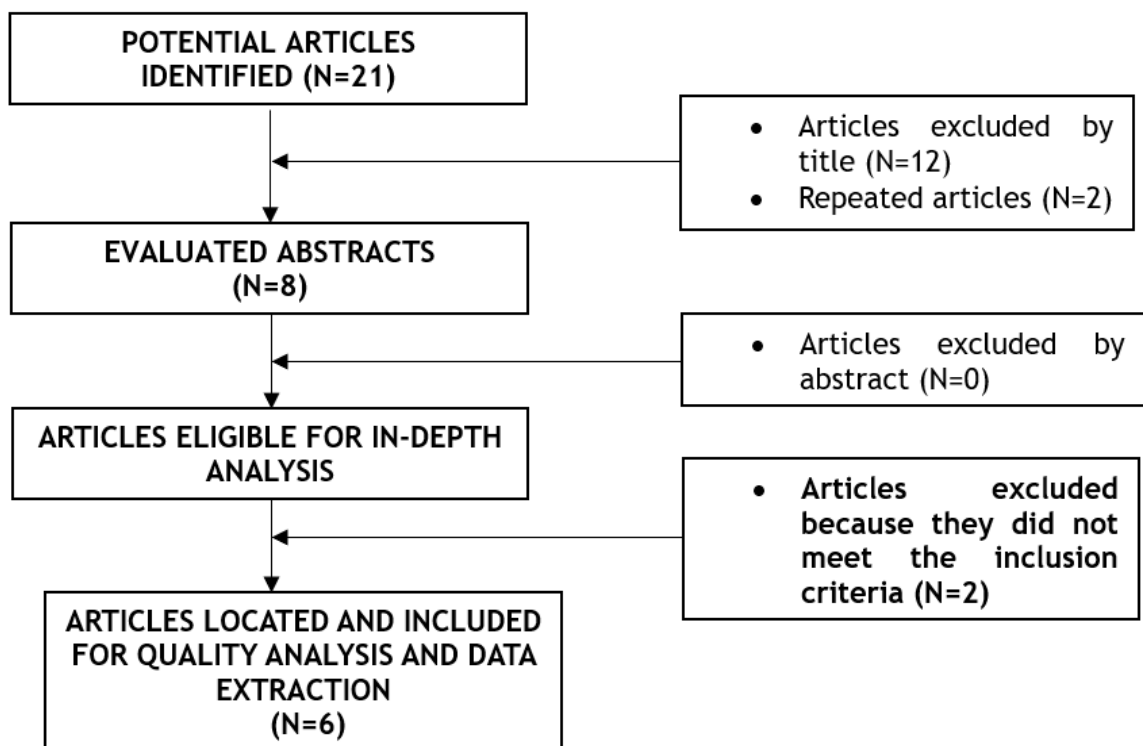 POTENTIAL ARTICLES
IDENTIFIED (N=21)
• Articles excluded by
title (N=12)
• Repeated articles (N=2)
EVALUATED ABSTRACTS
(N=8)
• Articles excluded by
abstract (N=0)
ARTICLES ELIGIBLE FOR IN-DEPTH
ANALYSIS
• Articles excluded
because they did not
meet the inclusion
criteria (N=2)
ARTICLES LOCATED AND INCLUDED
FOR QUALITY ANALYSIS AND DATA
EXTRACTION
(N=6)